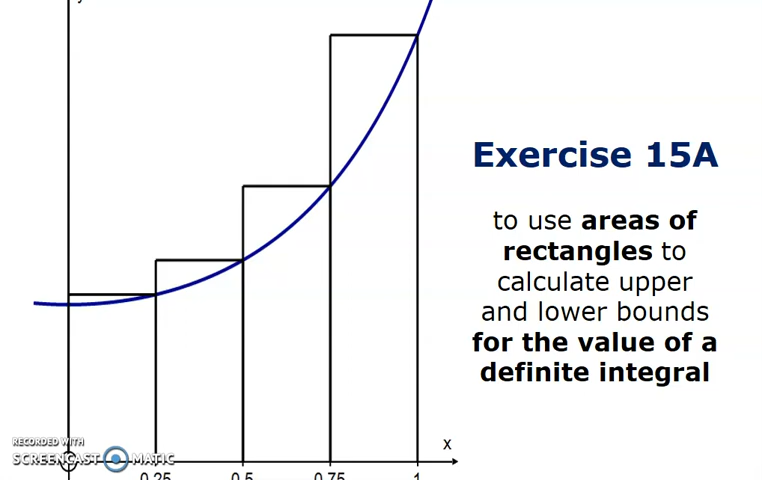 y
Exercise 15A
to use areas of
rectangles to
calculate upper
and lower bounds
for the value of a
definite integral
x
0.25
0.5
0.75
1
RECORDED WITH
SCREENCAST MATIC